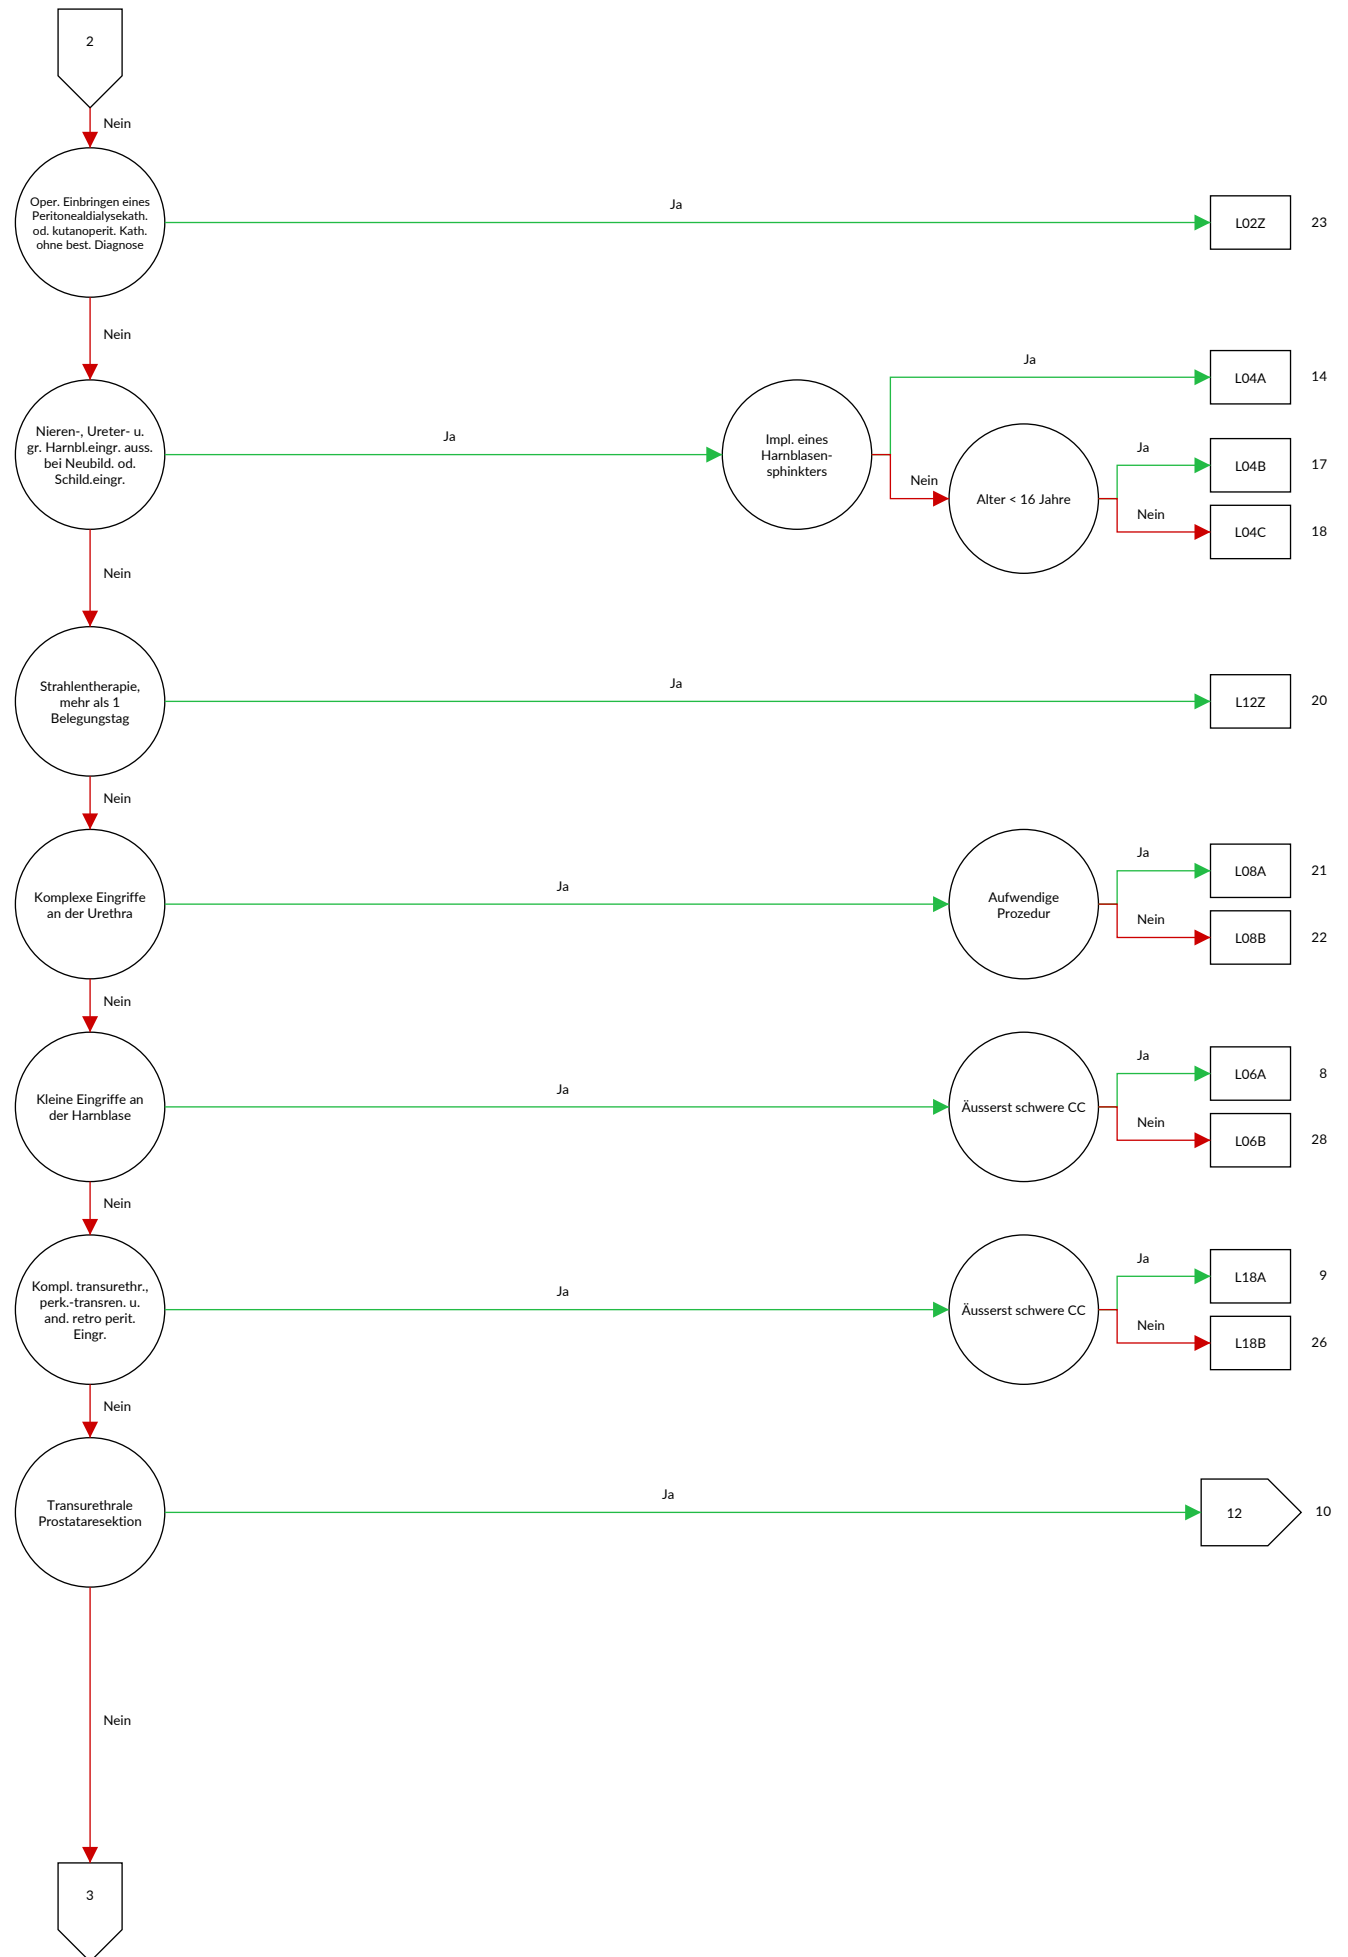 2
Nein
Oper. Einbringen eines
Peritonealdialysekath.
od. kutanoperit. Kath.
ohne best. Diagnose
Ja
L02Z
23
Nein
Nieren-, Ureter- u.
gr. Harnbl.eingr. auss.
bei Neubild. od.
Schild.eingr.
Ja
Impl. eines
Harnblasen-
sphinkters
Ja
L04A
14
Nein
Alter < 16 Jahre
Ja
L04B
17
Nein
L04C
18
Nein
Strahlentherapie,
mehr als 1
Belegungstag
Ja
L12Z
20
Nein
Komplexe Eingriffe
an der Urethra
Ja
Aufwendige
Prozedur
Ja
L08A
21
Nein
L08B
22
Nein
Kleine Eingriffe an
der Harnblase
Ja
Äusserst schwere CC
Ja
L06A
8
Nein
L06B
28
Nein
Kompl. transurethr.,
perk.-transren. u.
and. retro perit.
Eingr.
Ja
Äusserst schwere CC
Ja
L18A
9
Nein
L18B
26
Nein
Transurethrale
Prostataresektion
Ja
12
10
Nein
3